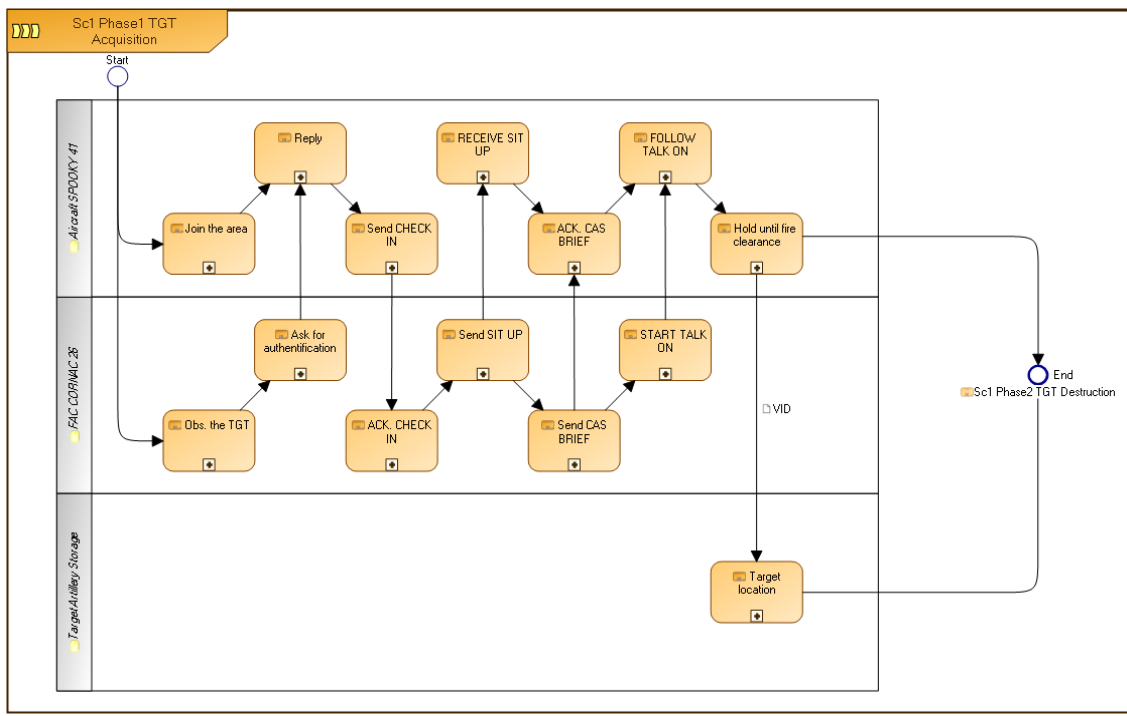 Sc1 Phase1 TGT
Acquisition
Start
Aircraft SPOOKY 41
Reply
RECEIVE SIT
UP
FOLLOW
TALK ON
Join the area
Send CHECK
IN
ACK. CAS
BRIEF
Hold until fire
clearance
FAC CORNAC 26
Ask for
authentification
Send SIT UP
START TALK
ON
End
Sc1 Phase2 TGT Destruction
Obs. the TGT
ACK. CHECK
IN
Send CAS
BRIEF
VID
Target Artillery Storage
Target
location